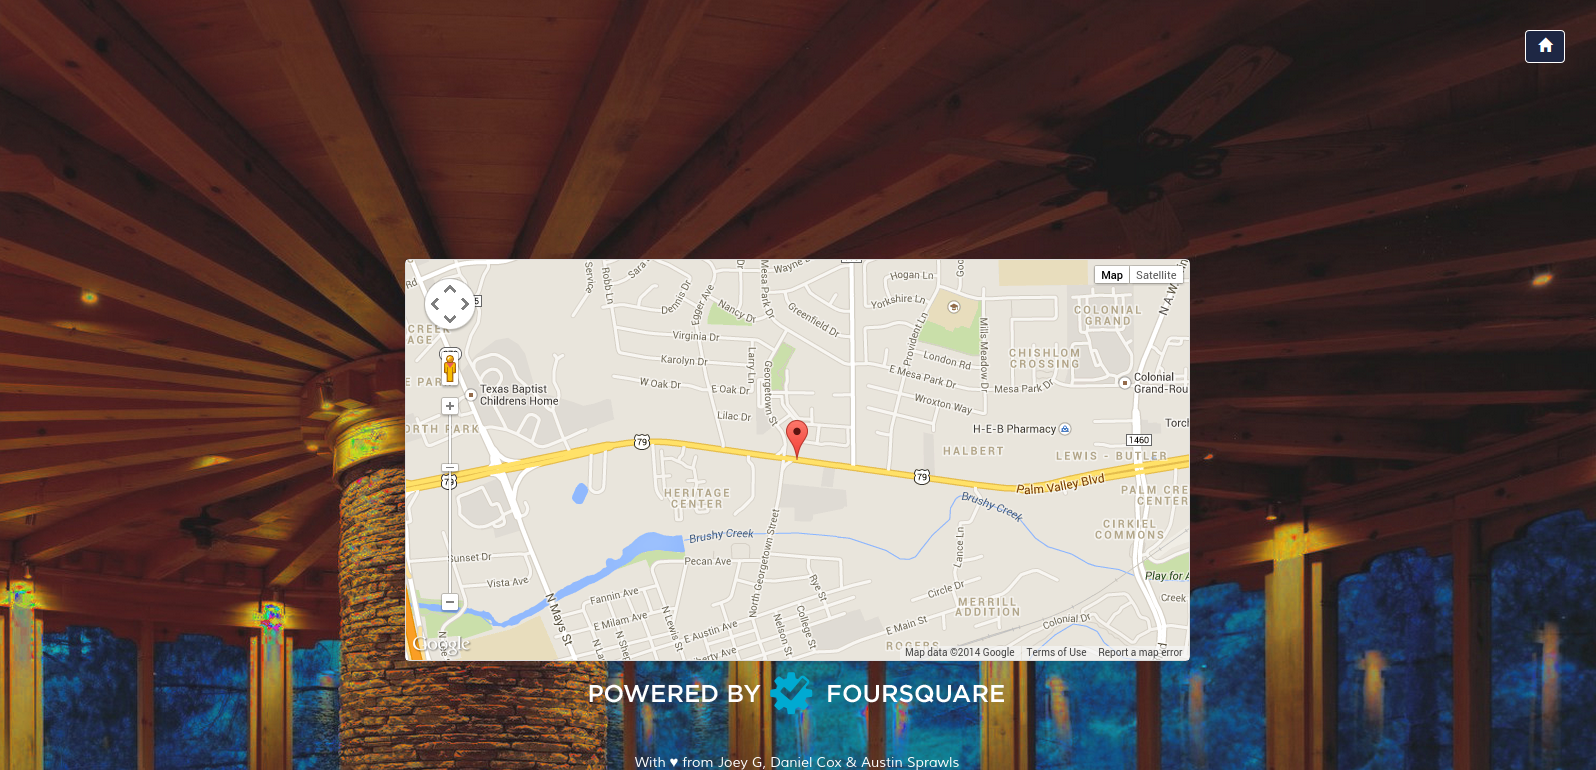 Map Satellite
Rd
Service
Robb Ln
Sara
Dennis Dr
Egger Ave
Nancy Dr
Mesa Park Dr
Wayne
Greenfield Dr
Hogan Ln
Yorkshire Ln
Provident Ln
Mills Meadow Dr
COLONIAL
GRAND
CHISHLOM
CROSSING
Virginia Dr
Karolyn Dr
Larry Ln
Georgetown St
W Oak Dr
E Oak Dr
Lilac Dr
London Rd
E Mesa Park Dr
Mesa Park Dr
Wroxton Way
Colonial
Grand-Rou
Texas Baptist
Childrens Home
ORTH PARK
H-E-B Pharmacy
HALBERT
1460
LEWIS - BUTLER
79
79
79
Palm Valley Blvd
HERITAGE
CENTER
Brushy Creek
Brushy Creek
PALM CRE
CENTER
CIRKIEL
COMMONS
Sunset Dr
Vista Ave
Pecan Ave
North Georgetown Street
Lance Ln
Play for A
Creek
N Mays St
Fannin Ave
E Milam Ave
N Lewis St
E Austin Ave
Rye St
College St
Nelson St
Circle Dr
MERRILL
ADDITION
E Main St
Colonial Dr
ROGERS
Google
Map data ©2014 Google Terms of Use Report a map error
POWERED BY FOURSQUARE
With ♥ from Joey G, Daniel Cox & Austin Sprawls